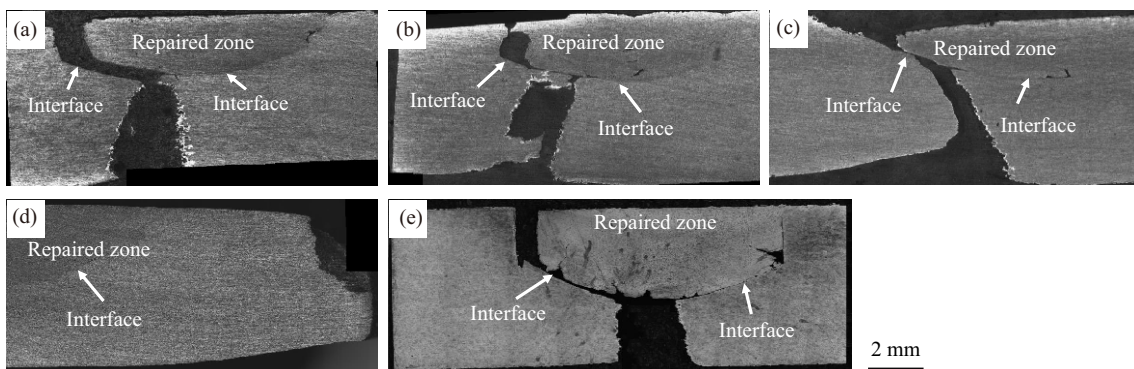 (a)
Repaired zone
Interface
Interface
(b)
Repaired zone
Interface
Interface
(c)
Repaired zone
Interface
Interface
(d)
Repaired zone
Interface
(e)
Repaired zone
Interface
Interface
2 mm